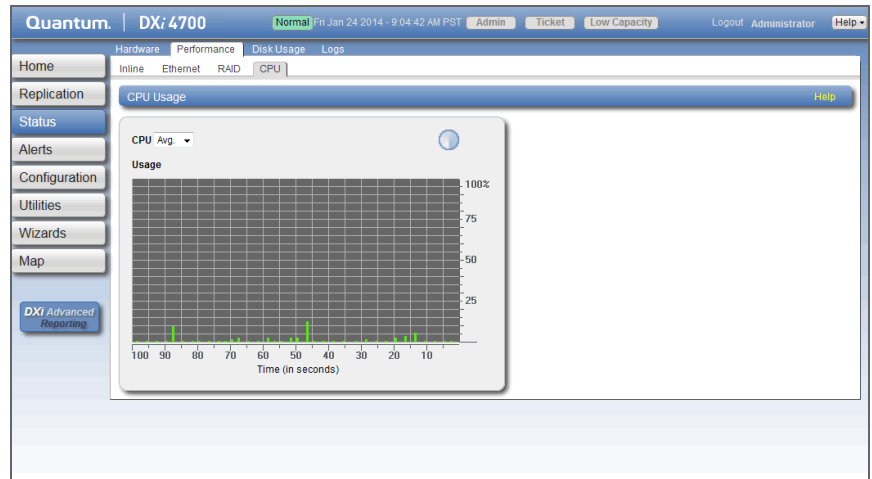 Quantum. DXi 4700 Normal Fri Jan 24 2014 - 9:04:42 AM PST Admin Ticket Low Capacity Logout Administrator Help
Hardware Performance Disk Usage Logs
Inline Ethernet RAID CPU
Home
Replication
Status
Alerts
Configuration
Utilities
Wizards
Map
DXi Advanced
Reporting
CPU Usage Help
CPU Avg.
Usage
100%
75
50
25
100 90 80 70 60 50 40 30 20 10
Time (in seconds)